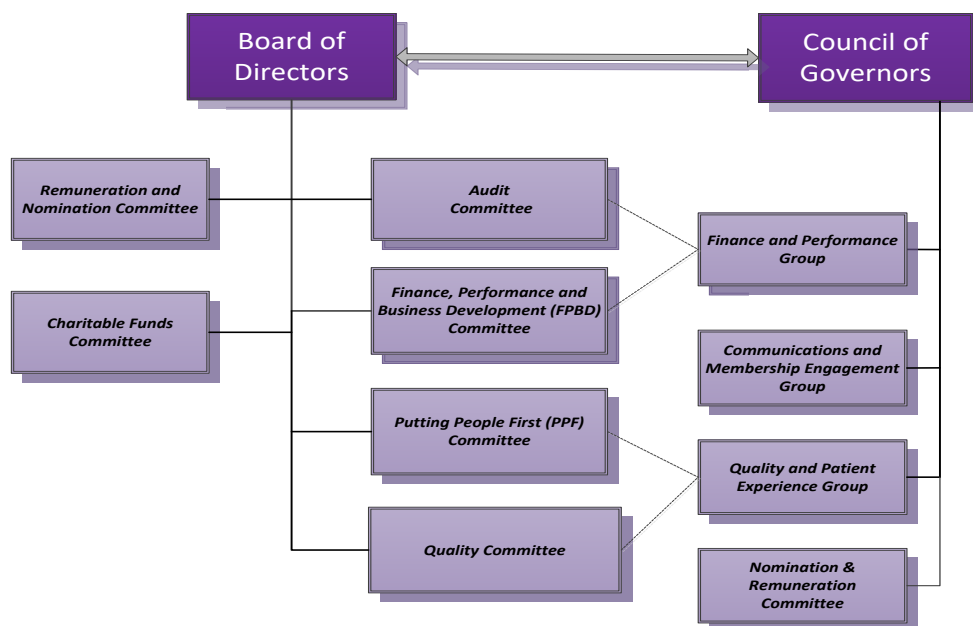 Board of
Directors
Council of
Governors
Remuneration and
Nomination Committee
Audit
Committee
Finance and Performance
Group
Charitable Funds
Committee
Finance, Performance and
Business Development (FPBD)
Committee
Communications and
Membership Engagement
Group
Putting People First (PPF)
Committee
Quality and Patient
Experience Group
Quality Committee
Nomination &
Remuneration
Committee